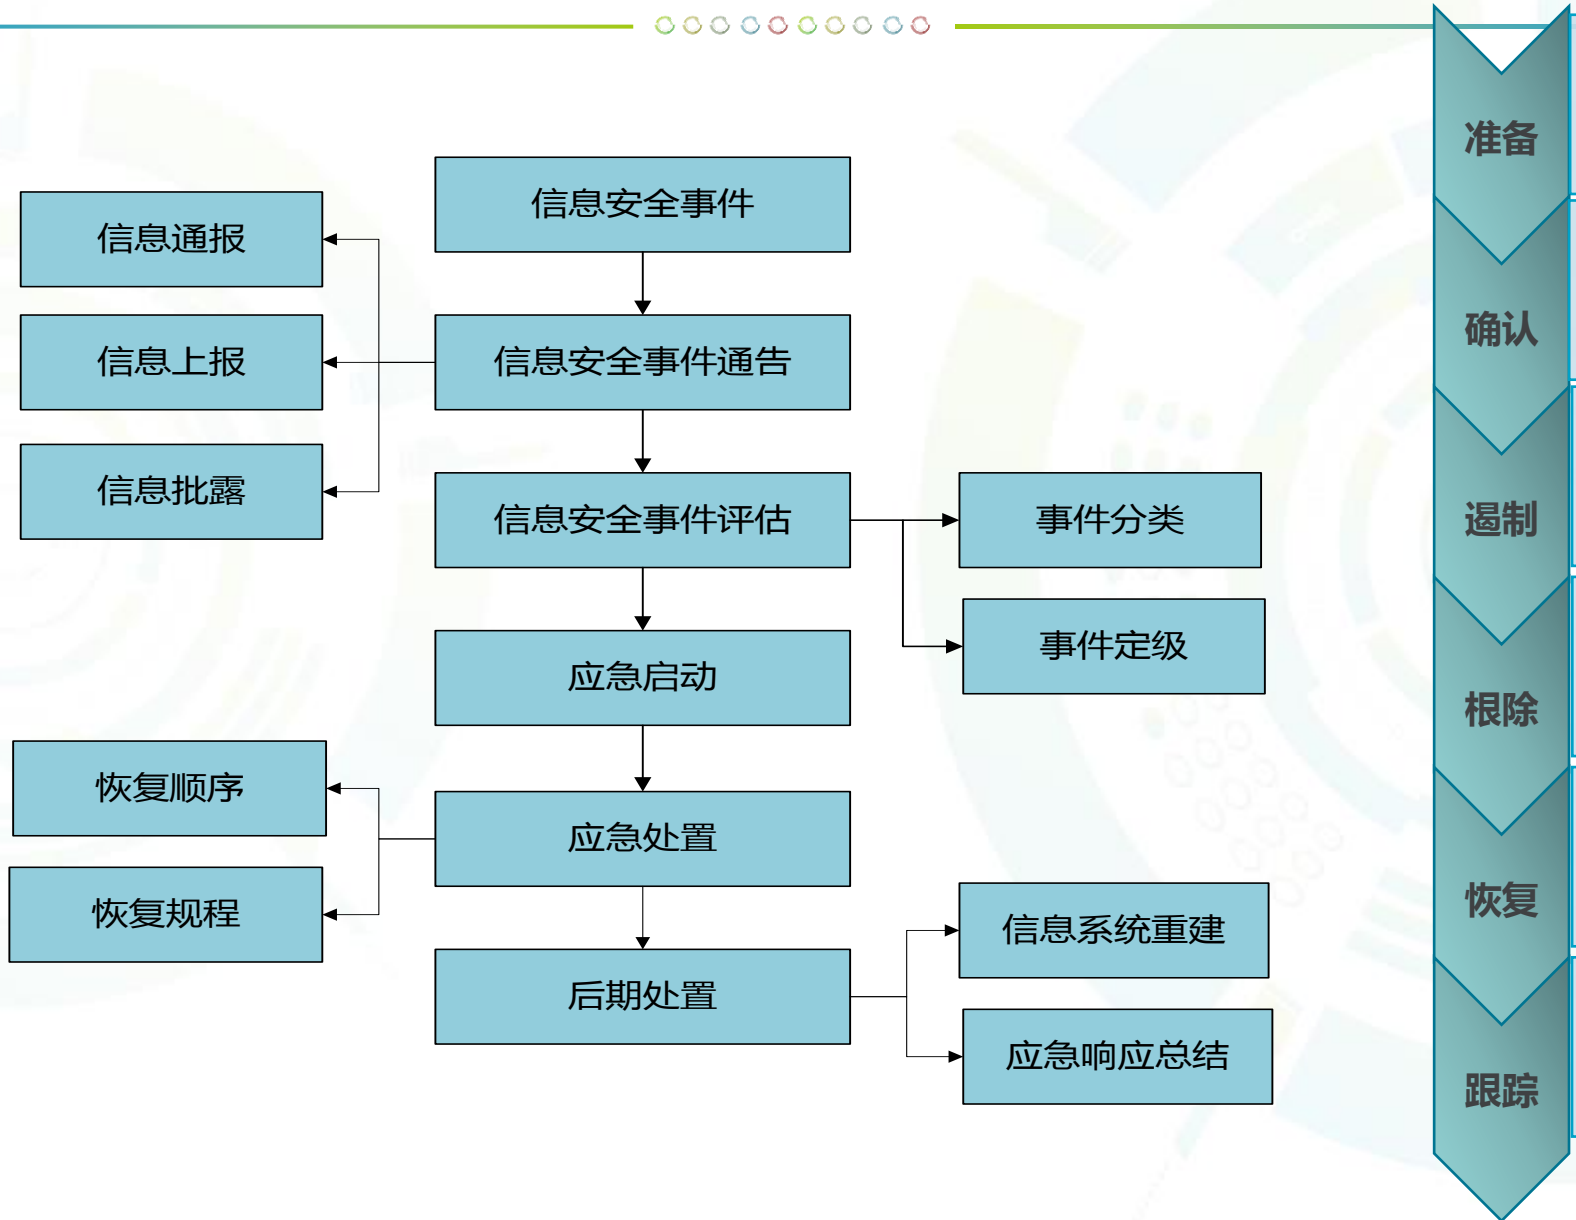 信息安全事件
信息通报
信息安全事件通告
信息上报
信息批露
信息安全事件评估
事件分类
事件定级
应急启动
恢复顺序
应急处置
恢复规程
信息系统重建
后期处置
应急响应总结
准备
确认
遏制
根除
恢复
跟踪